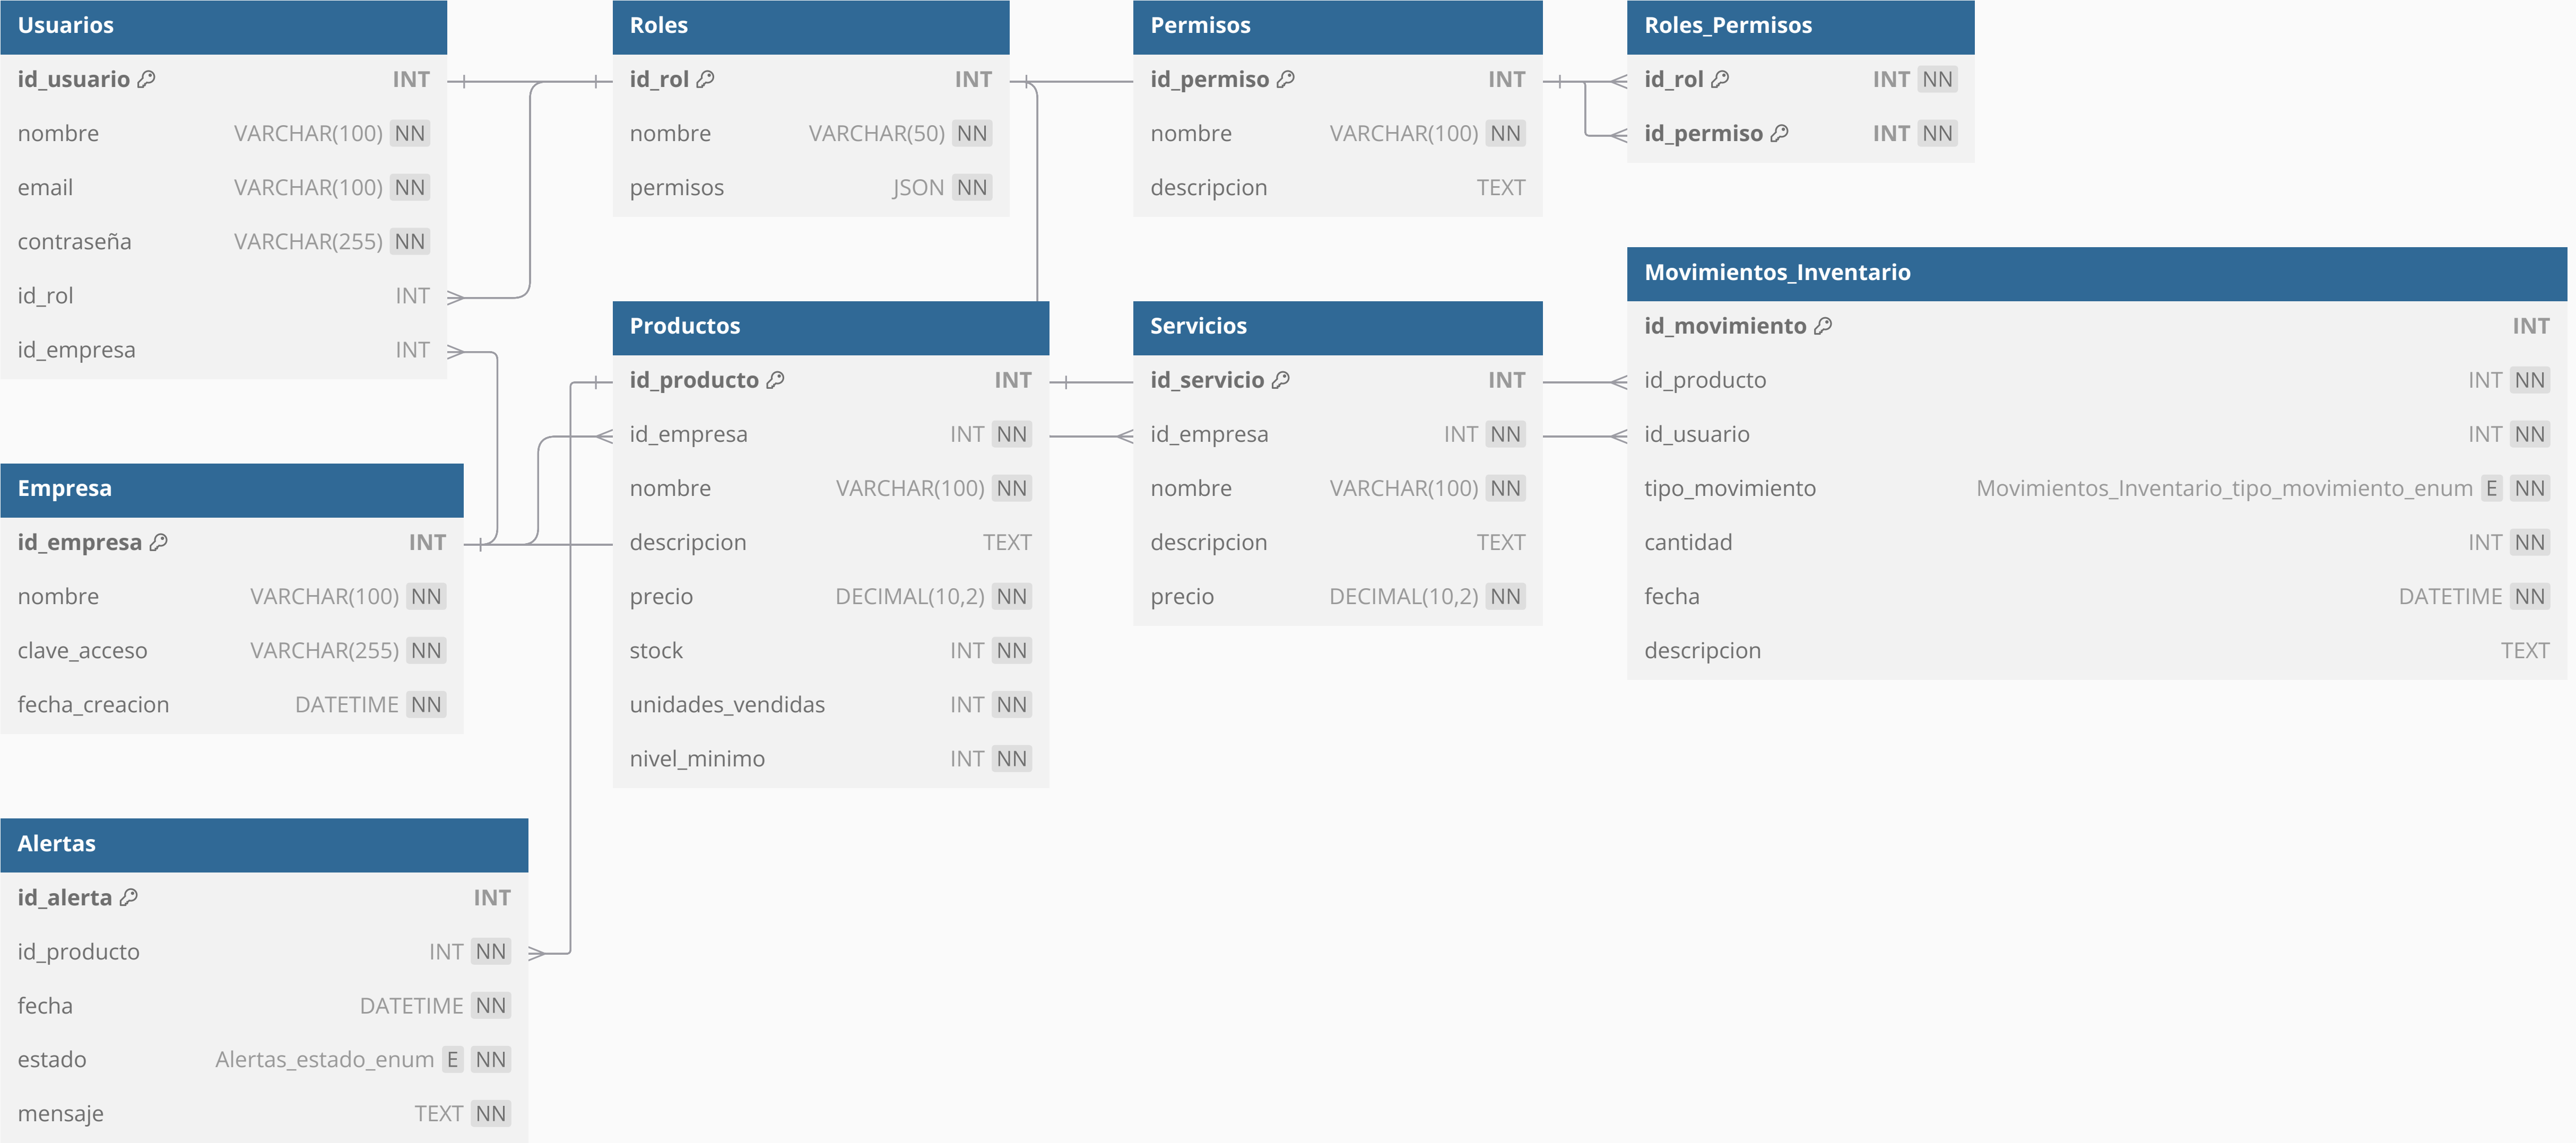 Usuarios
id_usuario INT
nombre VARCHAR(100) NN
email VARCHAR(100) NN
contraseña VARCHAR(255) NN
id_rol INT
id_empresa INT
Roles
id_rol INT
nombre VARCHAR(50) NN
permisos JSON NN
Permisos
id_permiso INT
nombre VARCHAR(100) NN
descripcion TEXT
Roles_Permisos
id_rol INT NN
id_permiso INT NN
Productos
id_producto INT
id_empresa INT NN
nombre VARCHAR(100) NN
descripcion TEXT
precio DECIMAL(10,2) NN
stock INT NN
unidades_vendidas INT NN
nivel_minimo INT NN
Servicios
id_servicio INT
id_empresa INT NN
nombre VARCHAR(100) NN
descripcion TEXT
precio DECIMAL(10,2) NN
Movimientos_Inventario
id_movimiento INT
id_producto INT NN
id_usuario INT NN
tipo_movimiento Movimientos_Inventario_tipo_movimiento_enum E NN
cantidad INT NN
fecha DATETIME NN
descripcion TEXT
Empresa
id_empresa INT
nombre VARCHAR(100) NN
clave_acceso VARCHAR(255) NN
fecha_creacion DATETIME NN
Alertas
id_alerta INT
id_producto INT NN
fecha DATETIME NN
estado Alertas_estado_enum E NN
mensaje TEXT NN